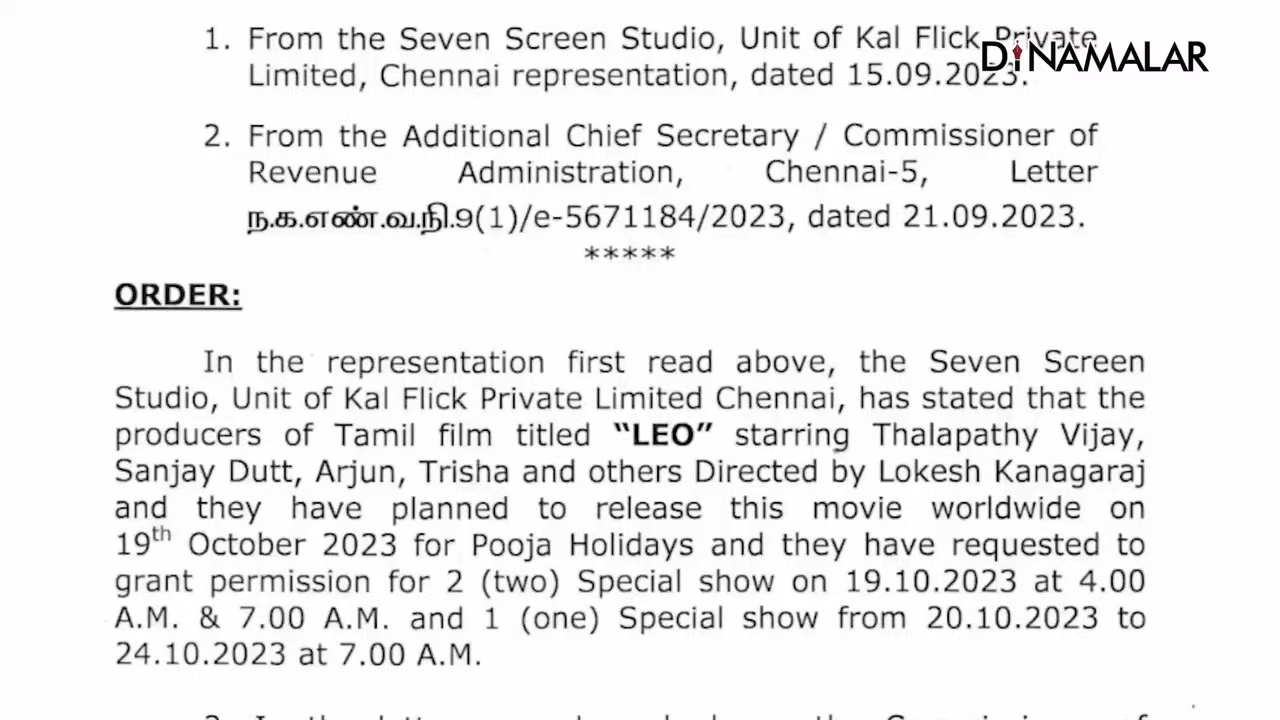 1. From the Seven Screen Studio, Unit of Kal Flick Private
DINAMALAR
Limited, Chennai representation, dated 15.09.2023.
2. From the Additional Chief Secretary / Commissioner of
Revenue Administration, Chennai-5, Letter
ந.க.எண்.வ.நி.9(1)/e-5671184/2023, dated 21.09.2023.
*****
ORDER:
In the representation first read above, the Seven Screen
Studio, Unit of Kal Flick Private Limited Chennai, has stated that the
producers of Tamil film titled “LEO” starring Thalapathy Vijay,
Sanjay Dutt, Arjun, Trisha and others Directed by Lokesh Kanagaraj
and they have planned to release this movie worldwide on
19th October 2023 for Pooja Holidays and they have requested to
grant permission for 2 (two) Special show on 19.10.2023 at 4.00
A.M. & 7.00 A.M. and 1 (one) Special show from 20.10.2023 to
24.10.2023 at 7.00 A.M.